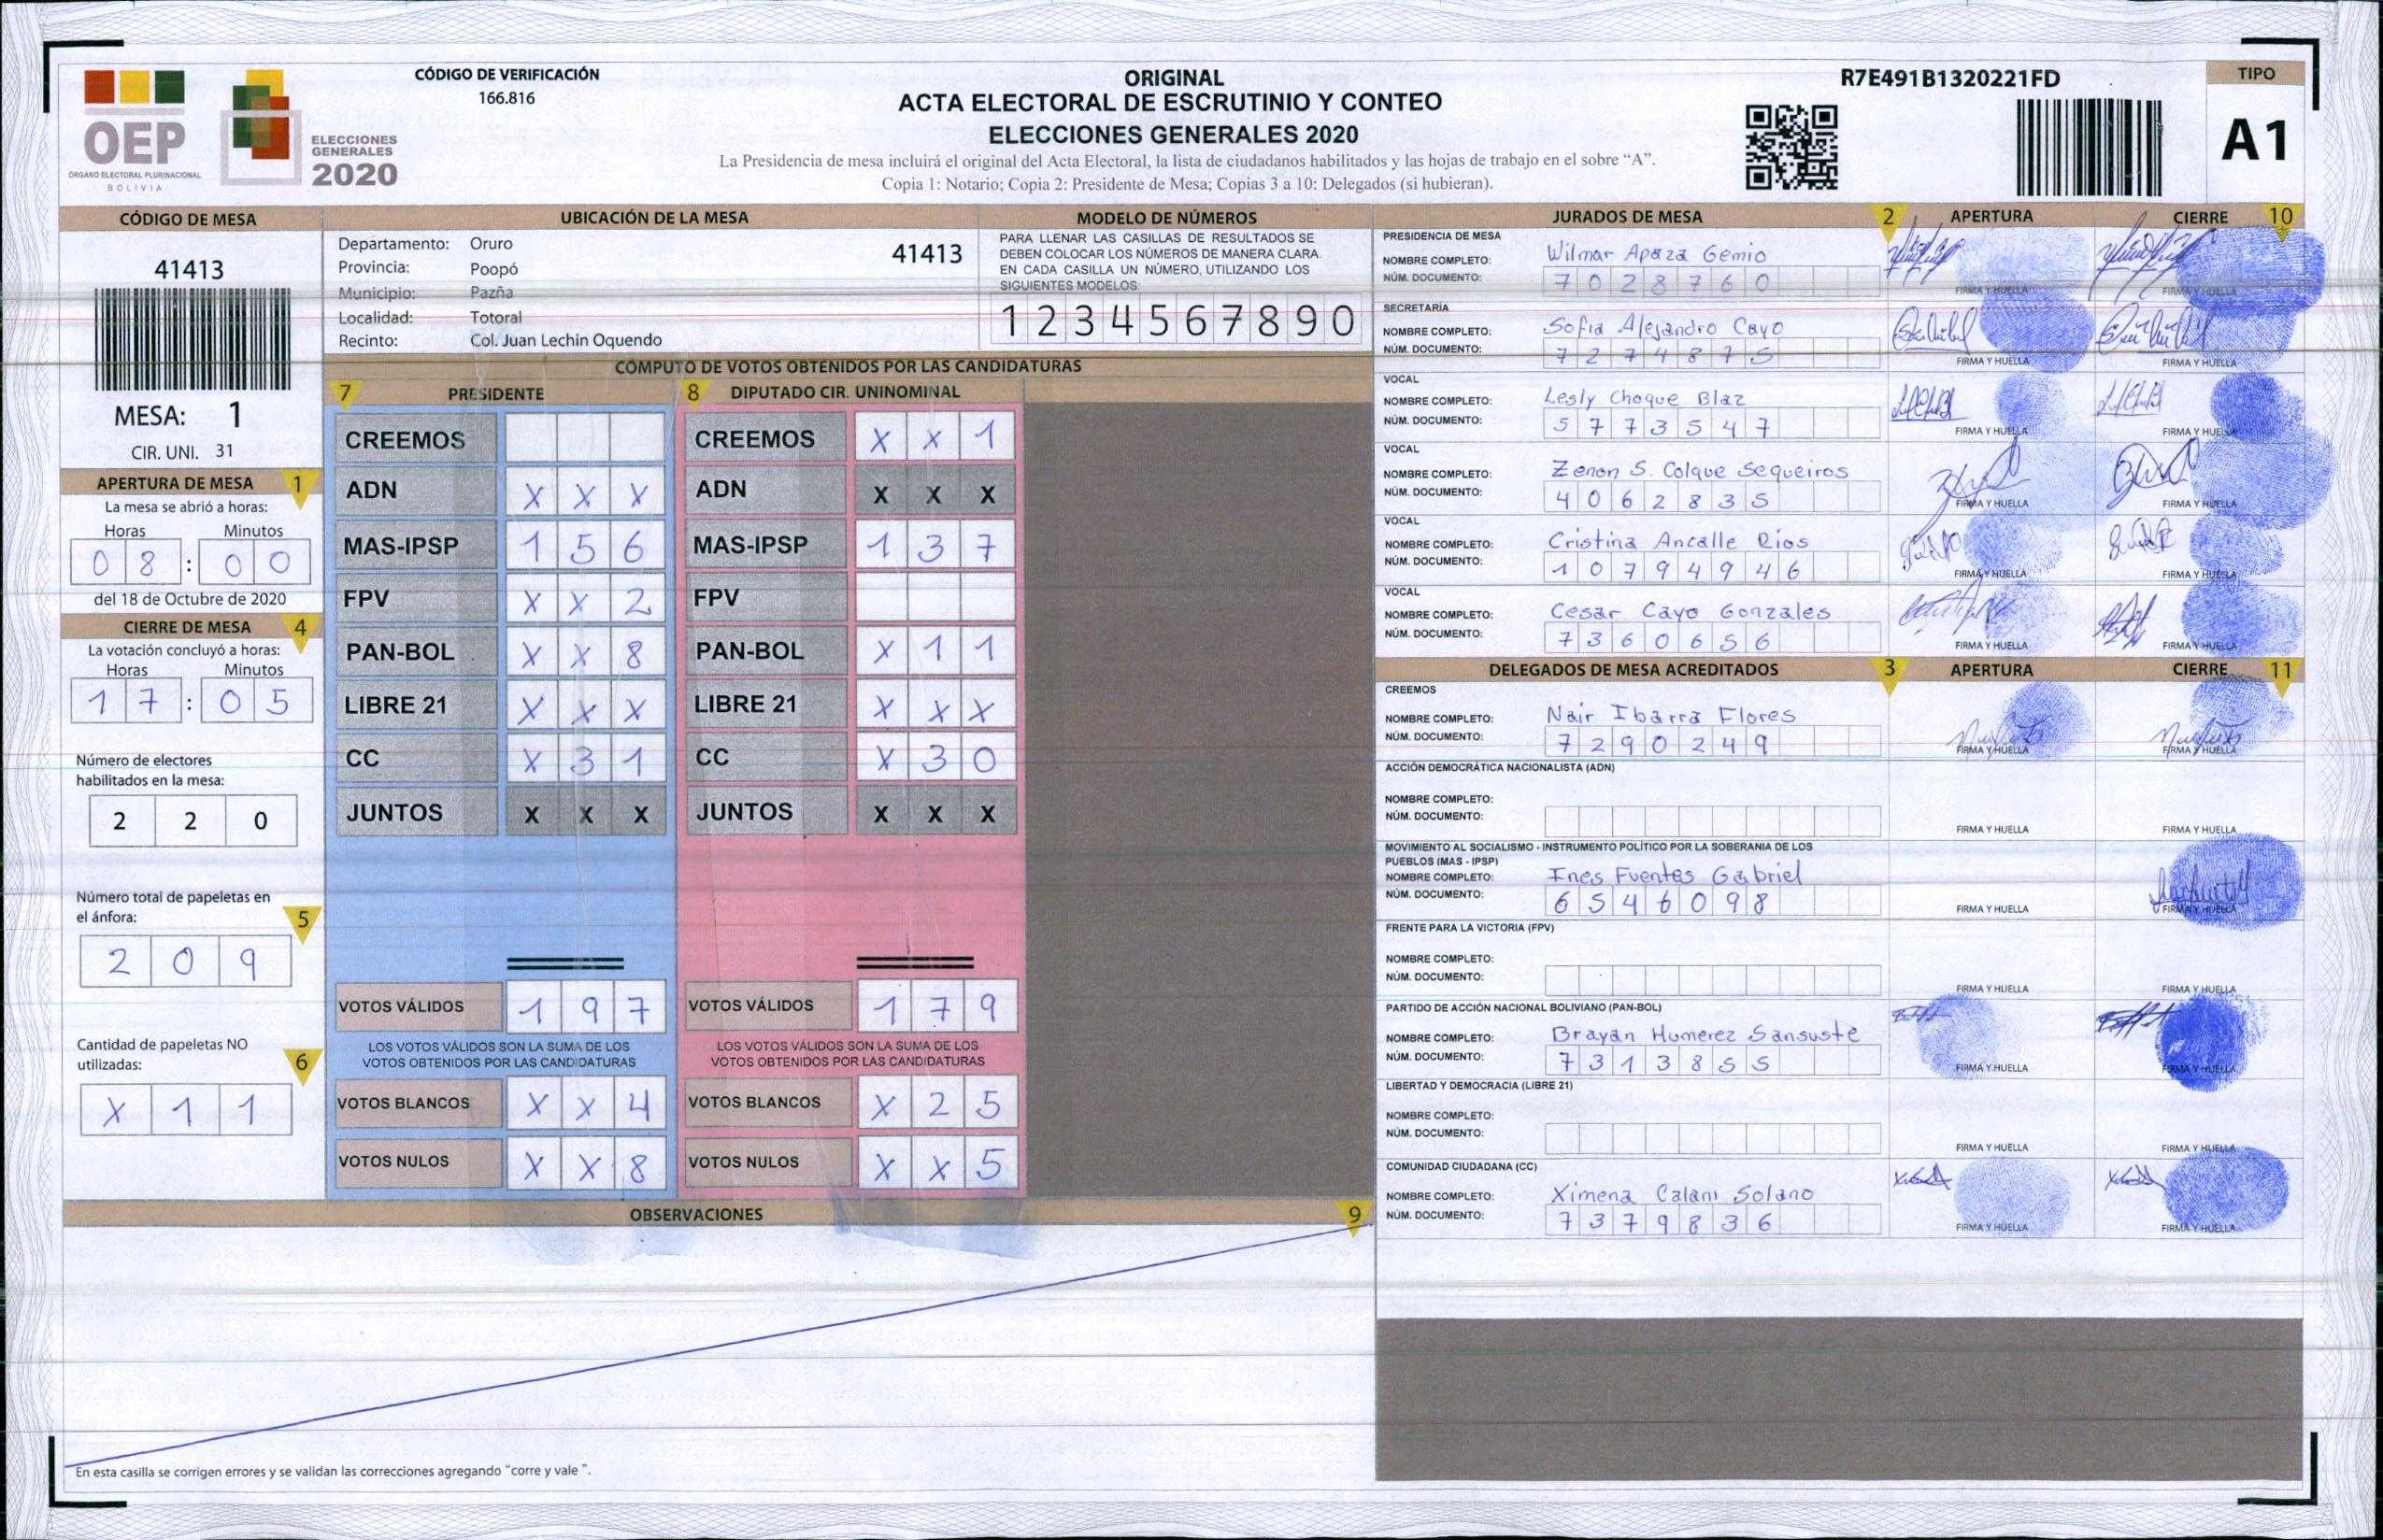 OEP
ÓRGANO ELECTORAL PLURINACIONAL
BOLIVIA
ELECCIONES
GENERALES
2020
CÓDIGO DE VERIFICACIÓN
166.816
ORIGINAL
ACTA ELECTORAL DE ESCRUTINIO Y CONTEO
ELECCIONES GENERALES 2020
La Presidencia de mesa incluirá el original del Acta Electoral, la lista de ciudadanos habilitados y las hojas de trabajo en el sobre “A”.
Copia 1: Notario; Copia 2: Presidente de Mesa; Copias 3 a 10: Delegados (si hubieran).
R7E491B1320221FD
TIPO
A1
CÓDIGO DE MESA
41413
MESA: 1
CIR. UNI. 31
APERTURA DE MESA 1
La mesa se abrió a horas:
Horas Minutos
0 8 : 0 0
del 18 de Octubre de 2020
CIERRE DE MESA 4
La votación concluyó a horas:
Horas Minutos
1 7 : 0 5
Número de electores
habilitados en la mesa:
2 2 0
Número total de papeletas en
el ánfora: 5
2 0 9
Cantidad de papeletas NO
utilizadas: 6
X 1 1
UBICACIÓN DE LA MESA
Departamento: Oruro 41413
Provincia: Poopó
Municipio: Pazña
Localidad: Totoral
Recinto: Col. Juan Lechin Oquendo
MODELO DE NÚMEROS
PARA LLENAR LAS CASILLAS DE RESULTADOS SE
DEBEN COLOCAR LOS NÚMEROS DE MANERA CLARA.
EN CADA CASILLA UN NÚMERO, UTILIZANDO LOS
SIGUIENTES MODELOS:
1 2 3 4 5 6 7 8 9 0
CÓMPUTO DE VOTOS OBTENIDOS POR LAS CANDIDATURAS
7 PRESIDENTE
CREEMOS
ADN X X X
MAS-IPSP 1 5 6
FPV X X 2
PAN-BOL X X 8
LIBRE 21 X X X
CC X 3 1
JUNTOS X X X
VOTOS VÁLIDOS 1 9 7
LOS VOTOS VÁLIDOS SON LA SUMA DE LOS
VOTOS OBTENIDOS POR LAS CANDIDATURAS
VOTOS BLANCOS X X 4
VOTOS NULOS X X 8
8 DIPUTADO CIR. UNINOMINAL
CREEMOS X X 1
ADN X X X
MAS-IPSP 1 3 7
FPV
PAN-BOL X 1 1
LIBRE 21 X X X
CC X 3 0
JUNTOS X X X
VOTOS VÁLIDOS 1 7 9
LOS VOTOS VÁLIDOS SON LA SUMA DE LOS
VOTOS OBTENIDOS POR LAS CANDIDATURAS
VOTOS BLANCOS X 2 5
VOTOS NULOS X X 5
OBSERVACIONES 9
En esta casilla se corrigen errores y se validan las correcciones agregando “corre y vale ”.
JURADOS DE MESA 2 APERTURA CIERRE 10
PRESIDENCIA DE MESA
NOMBRE COMPLETO: Wilmar Apaza Gemio
NÚM. DOCUMENTO: 7 0 2 8 7 6 0
FIRMA Y HUELLA FIRMA Y HUELLA
SECRETARÍA
NOMBRE COMPLETO: Sofia Alejandro Cayo
NÚM. DOCUMENTO: 7 2 7 4 8 7 5
FIRMA Y HUELLA FIRMA Y HUELLA
VOCAL
NOMBRE COMPLETO: Lesly Choque Blaz
NÚM. DOCUMENTO: 5 7 7 3 5 4 7
FIRMA Y HUELLA FIRMA Y HUELLA
VOCAL
NOMBRE COMPLETO: Zenon S. Colque Sequeiros
NÚM. DOCUMENTO: 4 0 6 2 8 3 5
FIRMA Y HUELLA FIRMA Y HUELLA
VOCAL
NOMBRE COMPLETO: Cristina Ancalle Rios
NÚM. DOCUMENTO: 1 0 7 9 4 9 4 6
FIRMA Y HUELLA FIRMA Y HUELLA
VOCAL
NOMBRE COMPLETO: Cesar Cayo Gonzales
NÚM. DOCUMENTO: 7 3 6 0 6 5 6
FIRMA Y HUELLA FIRMA Y HUELLA
DELEGADOS DE MESA ACREDITADOS 3 APERTURA CIERRE 11
CREEMOS
NOMBRE COMPLETO: Nair Ibarra Flores
NÚM. DOCUMENTO: 7 2 9 0 2 4 9
FIRMA Y HUELLA FIRMA Y HUELLA
ACCIÓN DEMOCRÁTICA NACIONALISTA (ADN)
NOMBRE COMPLETO:
NÚM. DOCUMENTO:
FIRMA Y HUELLA FIRMA Y HUELLA
MOVIMIENTO AL SOCIALISMO - INSTRUMENTO POLÍTICO POR LA SOBERANIA DE LOS
PUEBLOS (MAS - IPSP)
NOMBRE COMPLETO: Ines Fuentes Gabriel
NÚM. DOCUMENTO: 6 5 4 6 0 9 8
FIRMA Y HUELLA FIRMA Y HUELLA
FRENTE PARA LA VICTORIA (FPV)
NOMBRE COMPLETO:
NÚM. DOCUMENTO:
FIRMA Y HUELLA FIRMA Y HUELLA
PARTIDO DE ACCIÓN NACIONAL BOLIVIANO (PAN-BOL)
NOMBRE COMPLETO: Brayan Humerez Sansuste
NÚM. DOCUMENTO: 7 3 1 3 8 5 5
FIRMA Y HUELLA FIRMA Y HUELLA
LIBERTAD Y DEMOCRACIA (LIBRE 21)
NOMBRE COMPLETO:
NÚM. DOCUMENTO:
FIRMA Y HUELLA FIRMA Y HUELLA
COMUNIDAD CIUDADANA (CC)
NOMBRE COMPLETO: Ximena Calani Solano
NÚM. DOCUMENTO: 7 3 7 9 8 3 6
FIRMA Y HUELLA FIRMA Y HUELLA